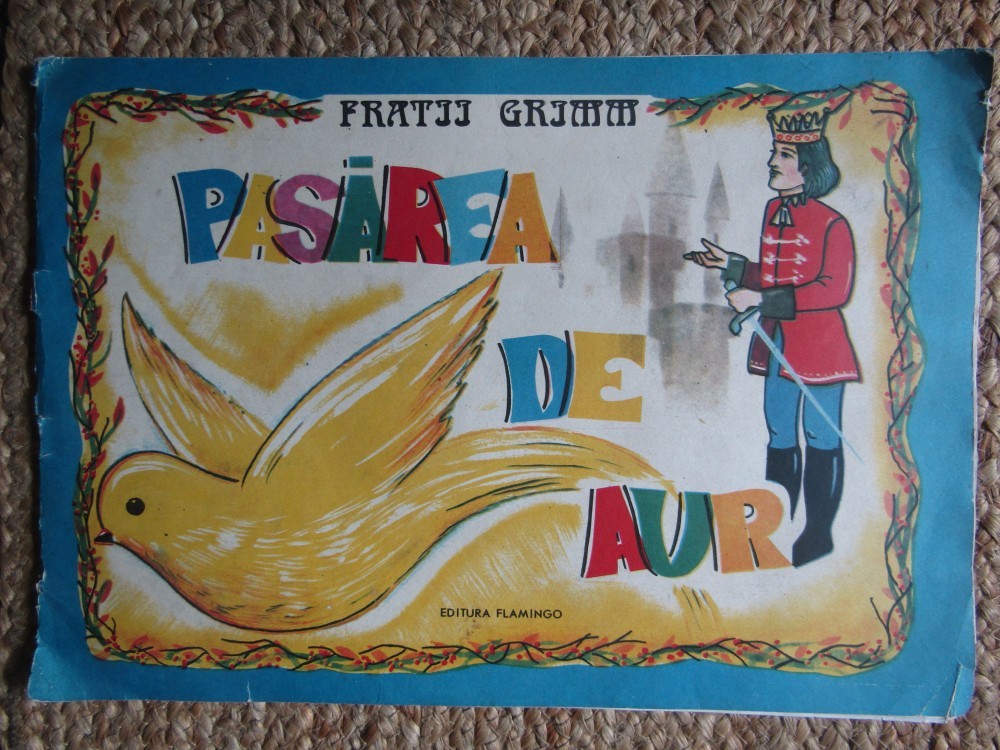 FRATII GRIMM
PASĂREA
DE
AUR
EDITURA FLAMINGO